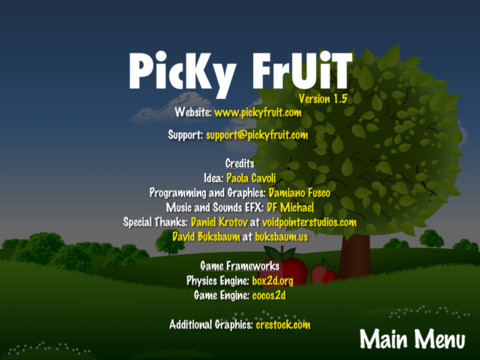 PicKy FrUiT
Version 1.5
Website: www.pickyfruit.com
Support: support@pickyfruit.com
Credits
Idea: Paola Cavoli
Programming and Graphics: Damiano Fusco
Music and Sounds EFX: DF Michael
Special Thanks: Daniel Krotov at voidpointerstudios.com
David Buksbaum at buksbaum.us
Game Frameworks
Physics Engine: box2d.org
Game Engine: cocos2d
Additional Graphics: crestock.com
Main Menu